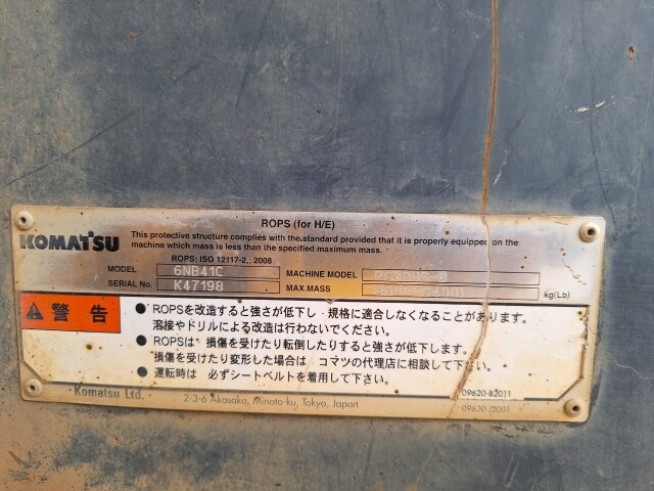 ROPS (for H/E)
KOMATSU
This protective structure complies with the standard provided that it is properly equipped on the
machine which mass is less than the specified maximum mass.
ROPS: ISO 12117-2,: 2008
MODEL 6NB41C MACHINE MODEL
SERIAL No. K47198 MAX.MASS kg(Lb)
警 告
● ROPSを改造すると強さが低下し・規格に適合しなくなることがあります。
溶接やドリルによる改造は行わないでください。
● ROPSは 損傷を受けたり転倒したりすると強さが低下します。
損傷を受けたり変形した場合は コマツの代理店に相談して下さい。
● 運転時は 必ずシートベルトを着用して下さい。
Komatsu Ltd.
2-3-6 Akasaka, Minato-ku, Tokyo, Japan
09620-B2011
09620-J2001